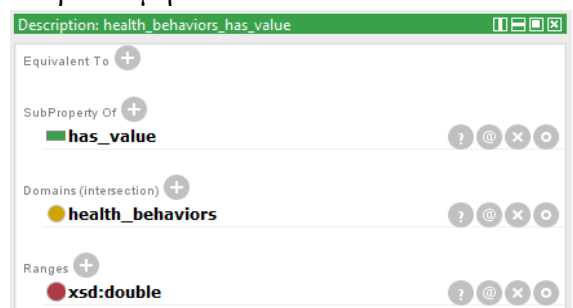 Description: health_behaviors_has_value
Equivalent To
SubProperty Of
has_value
Domains (intersection)
health_behaviors
Ranges
xsd:double